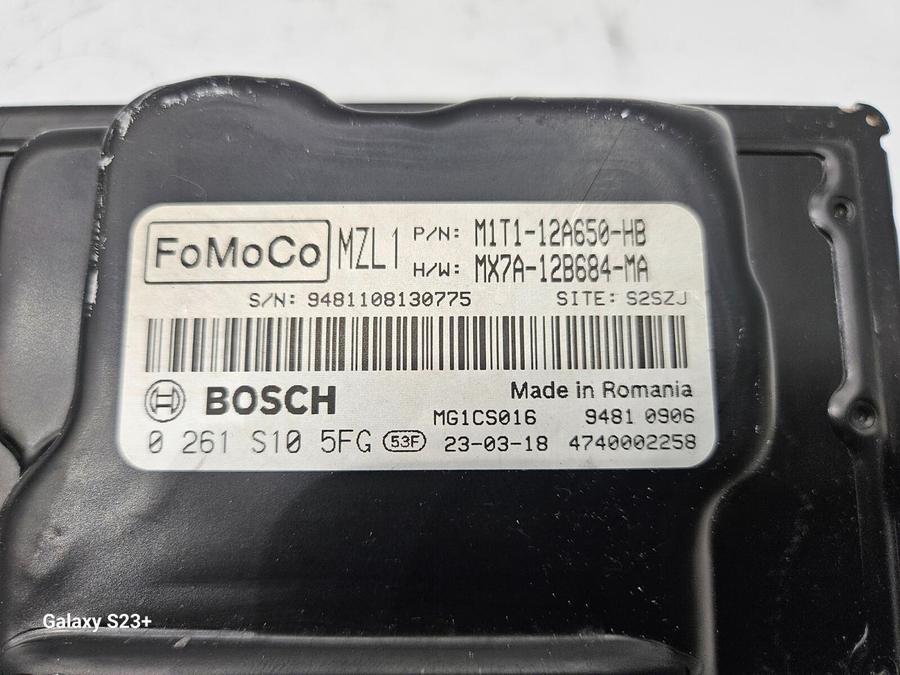 FoMoCo MZL1 P/N: M1T1-12A650-HB
H/W: MX7A-12B684-MA
S/N: 9481108130775 SITE: S2SZJ
BOSCH Made in Romania
MG1CS016 9481 0906
0 261 S10 5FG 53F 23-03-18 4740002258
Galaxy S23+